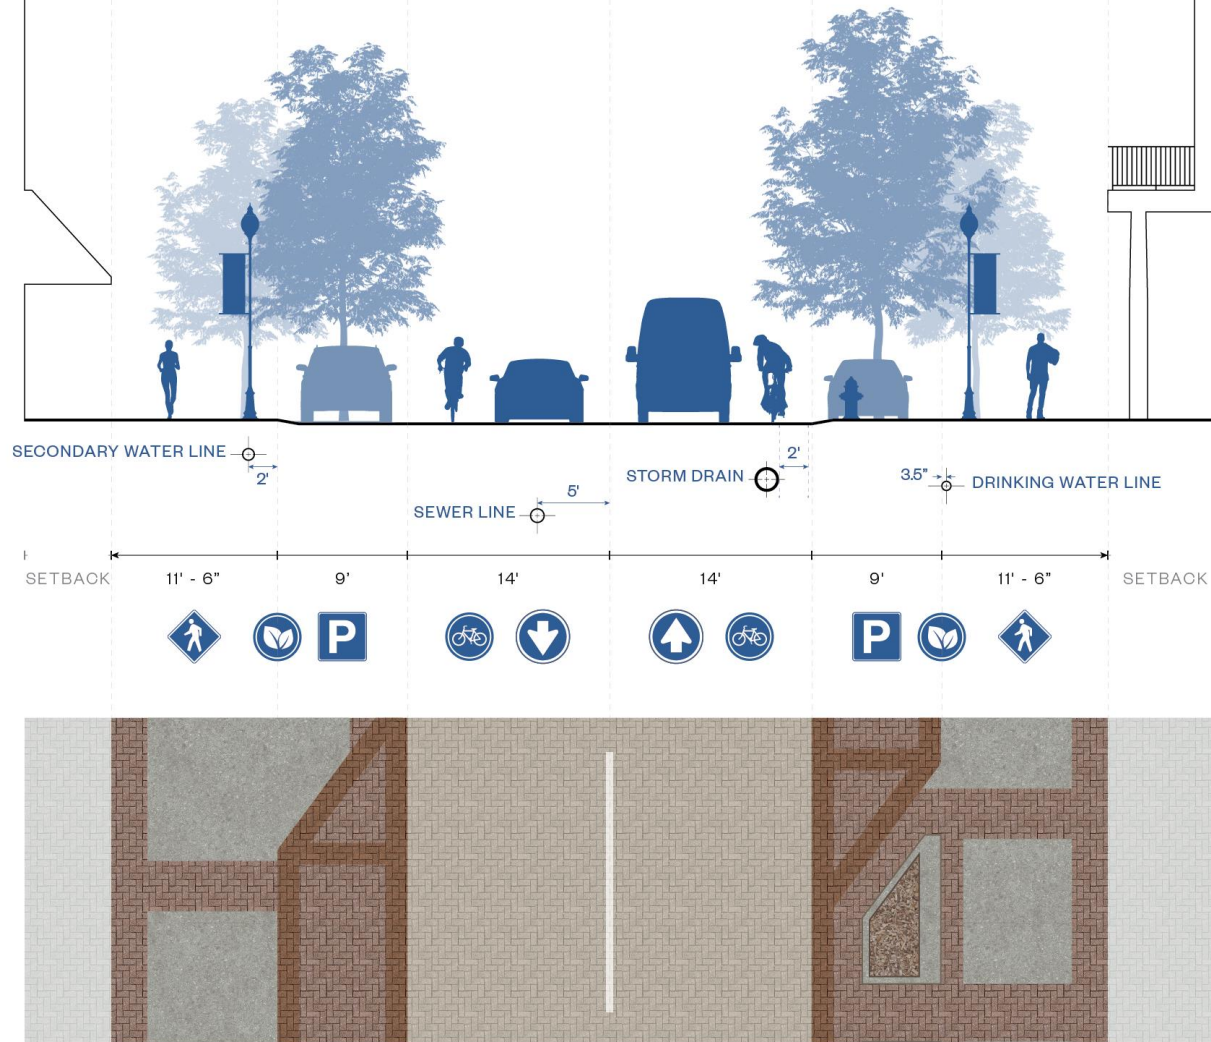 SECONDARY WATER LINE
2'
SEWER LINE
5'
STORM DRAIN
2'
3.5"
DRINKING WATER LINE
SETBACK
11' - 6”
9'
14'
14'
9'
11' - 6”
SETBACK
P
P